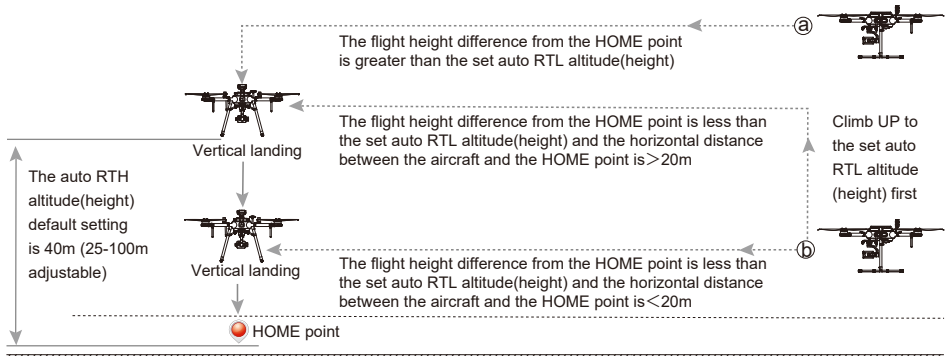 a
The flight height difference from the HOME point
is greater than the set auto RTL altitude(height)
The flight height difference from the HOME point is less than
the set auto RTL altitude(height) and the horizontal distance
between the aircraft and the HOME point is>20m
Climb UP to
the set auto
RTL altitude
(height) first
Vertical landing
The auto RTH
altitude(height)
default setting
is 40m (25-100m
adjustable)
b
Vertical landing
The flight height difference from the HOME point is less than
the set auto RTL altitude(height) and the horizontal distance
between the aircraft and the HOME point is<20m
HOME point